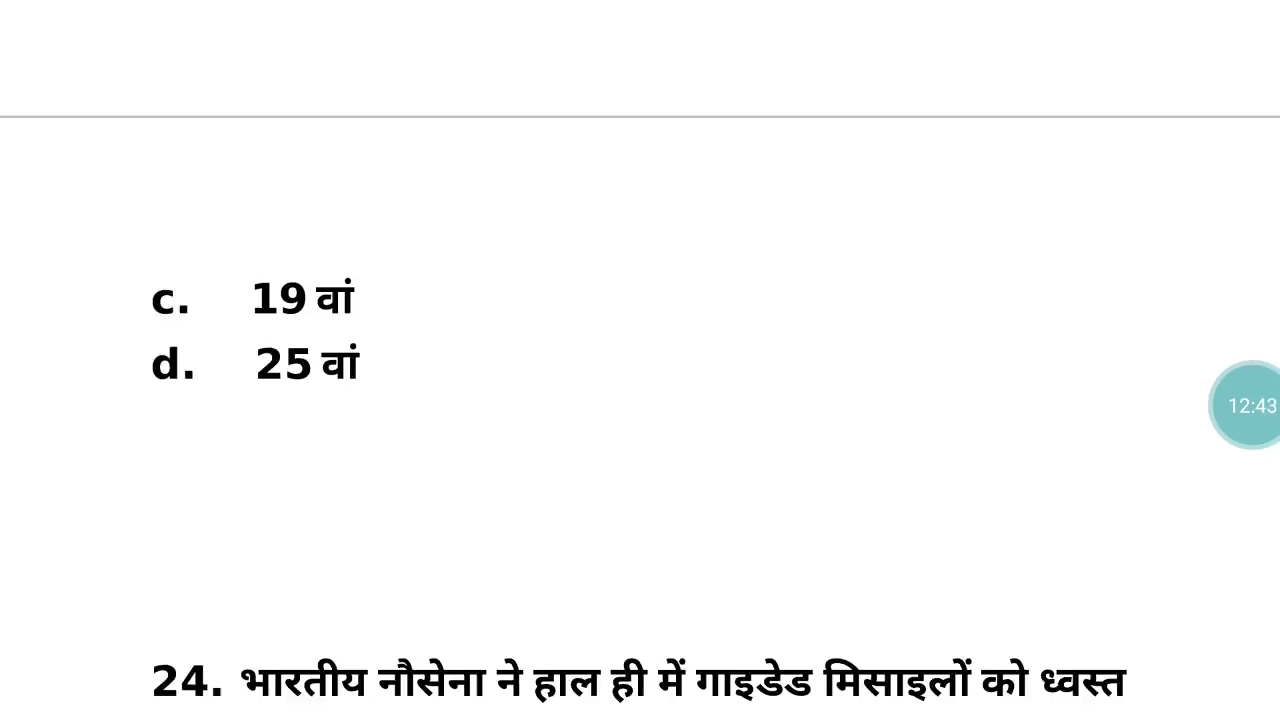 c. 19 वां
d. 25 वां
12:43
24. भारतीय नौसेना ने हाल ही में गाइडेड मिसाइलों को ध्वस्त